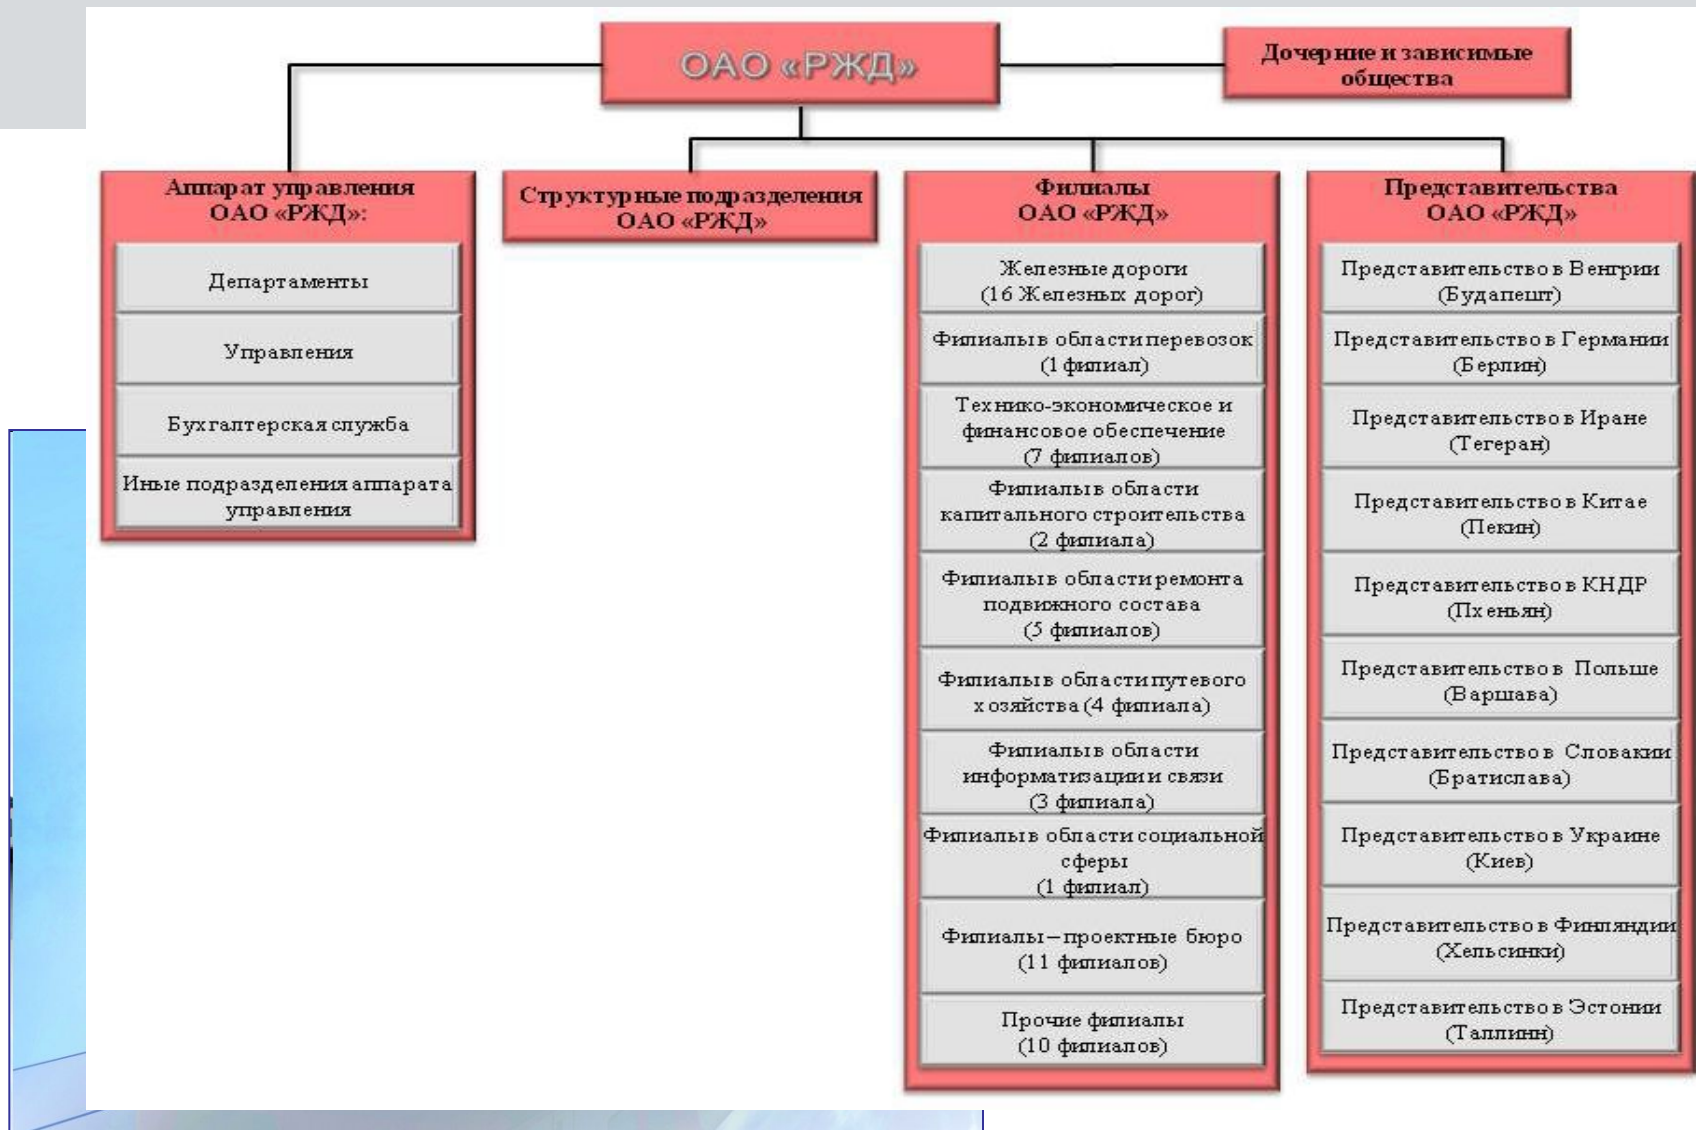 ОАО «РЖД»
Дочерние и зависимые
общества
Аппарат управления
ОАО «РЖД»:
Департаменты
Управления
Бухгалтерская служба
Иные подразделения аппарата
управления
Структурные подразделения
ОАО «РЖД»
Филиалы
ОАО «РЖД»
Железные дороги
(16 Железных дорог)
Филиалы в области перевозок
(1 филиал)
Технико-экономическое и
финансовое обеспечение
(7 филиалов)
Филиалы в области
капитального строительства
(2 филиала)
Филиалы в области ремонта
подвижного состава
(5 филиалов)
Филиалы в области путевого
хозяйства (4 филиала)
Филиалы в области
информатизации и связи
(3 филиала)
Филиалы в области социальной
сферы
(1 филиал)
Филиалы–проектные бюро
(11 филиалов)
Прочие филиалы
(10 филиалов)
Представительства
ОАО «РЖД»
Представительство в Венгрии
(Будапешт)
Представительство в Германии
(Берлин)
Представительство в Иране
(Тегеран)
Представительство в Китае
(Пекин)
Представительство в КНДР
(Пхеньян)
Представительство в Польше
(Варшава)
Представительство в Словакии
(Братислава)
Представительство в Украине
(Киев)
Представительство в Финляндии
(Хельсинки)
Представительство в Эстонии
(Таллинн)